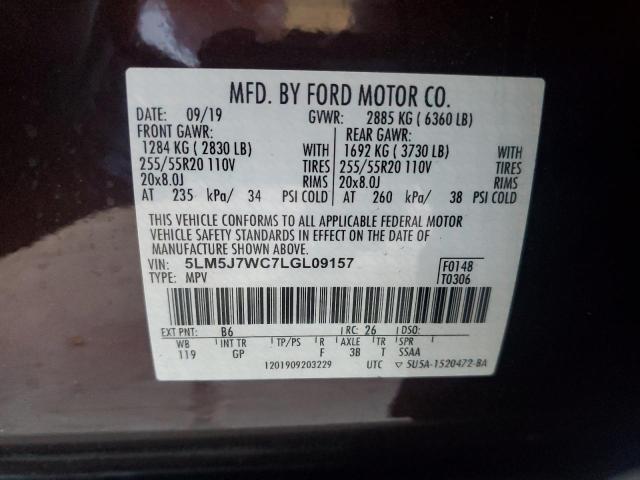 MFD. BY FORD MOTOR CO.
DATE: 09/19 GVWR: 2885 KG ( 6360 LB)
FRONT GAWR: REAR GAWR:
1284 KG ( 2830 LB) WITH 1692 KG ( 3730 LB) WITH
255/55R20 110V TIRES 255/55R20 110V TIRES
20x8.0J RIMS 20x8.0J RIMS
AT 235 kPa/ 34 PSI COLD AT 260 kPa/ 38 PSI COLD
THIS VEHICLE CONFORMS TO ALL APPLICABLE FEDERAL MOTOR
VEHICLE SAFETY STANDARDS IN EFFECT ON THE DATE OF
MANUFACTURE SHOWN ABOVE.
VIN: 5LM5J7WC7LGL09157 F0148
TYPE: MPV T0306
EXT PNT: B6 RC: 26 DSO:
WB INT TR TP/PS R AXLE TR SPR
119 GP F 3B T SSAA
1201909203229 UTC ▽ 5U5A-1520472-BA